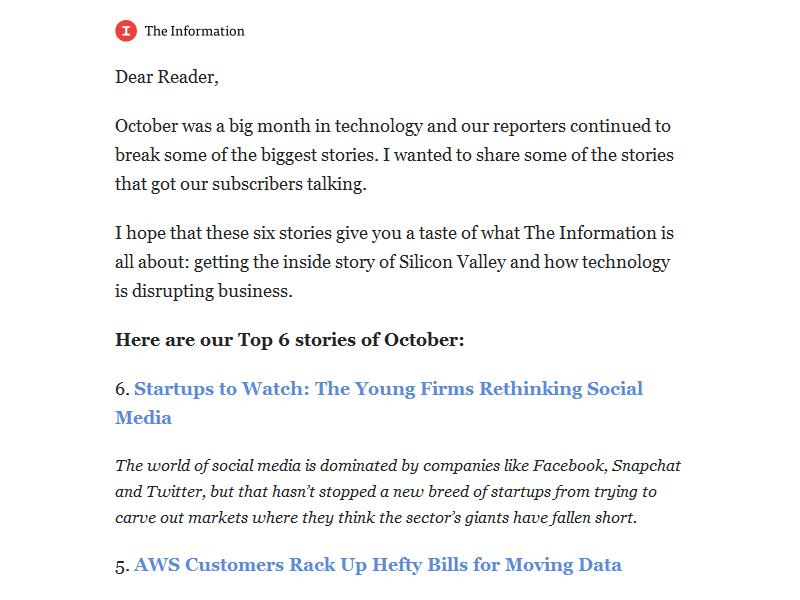 I The Information
Dear Reader,
October was a big month in technology and our reporters continued to
break some of the biggest stories. I wanted to share some of the stories
that got our subscribers talking.
I hope that these six stories give you a taste of what The Information is
all about: getting the inside story of Silicon Valley and how technology
is disrupting business.
Here are our Top 6 stories of October:
6. Startups to Watch: The Young Firms Rethinking Social
Media
The world of social media is dominated by companies like Facebook, Snapchat
and Twitter, but that hasn’t stopped a new breed of startups from trying to
carve out markets where they think the sector’s giants have fallen short.
5. AWS Customers Rack Up Hefty Bills for Moving Data